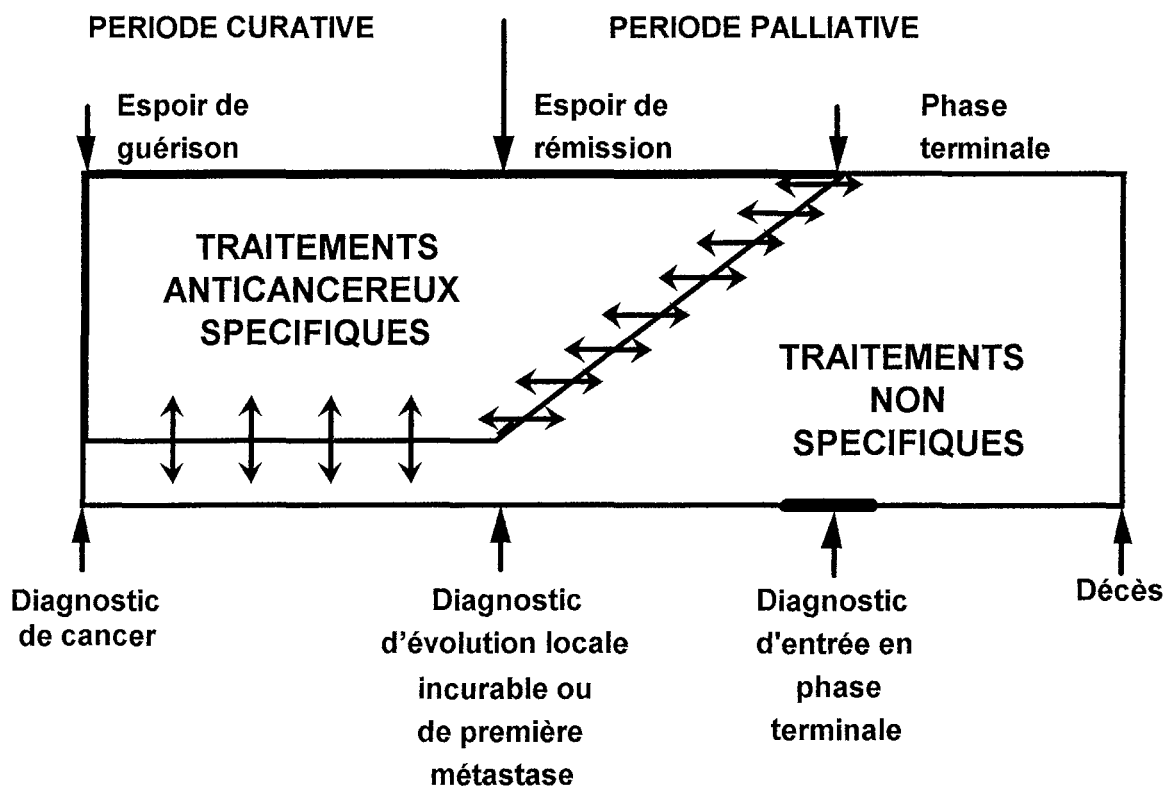 PERIODE CURATIVE
PERIODE PALLIATIVE
Espoir de
guérison
Espoir de
rémission
Phase
terminale
TRAITEMENTS
ANTICANCEREUX
SPECIFIQUES
TRAITEMENTS
NON
SPECIFIQUES
Diagnostic
de cancer
Diagnostic
d'évolution locale
incurable ou
de première
métastase
Diagnostic
d'entrée en
phase
terminale
Décès